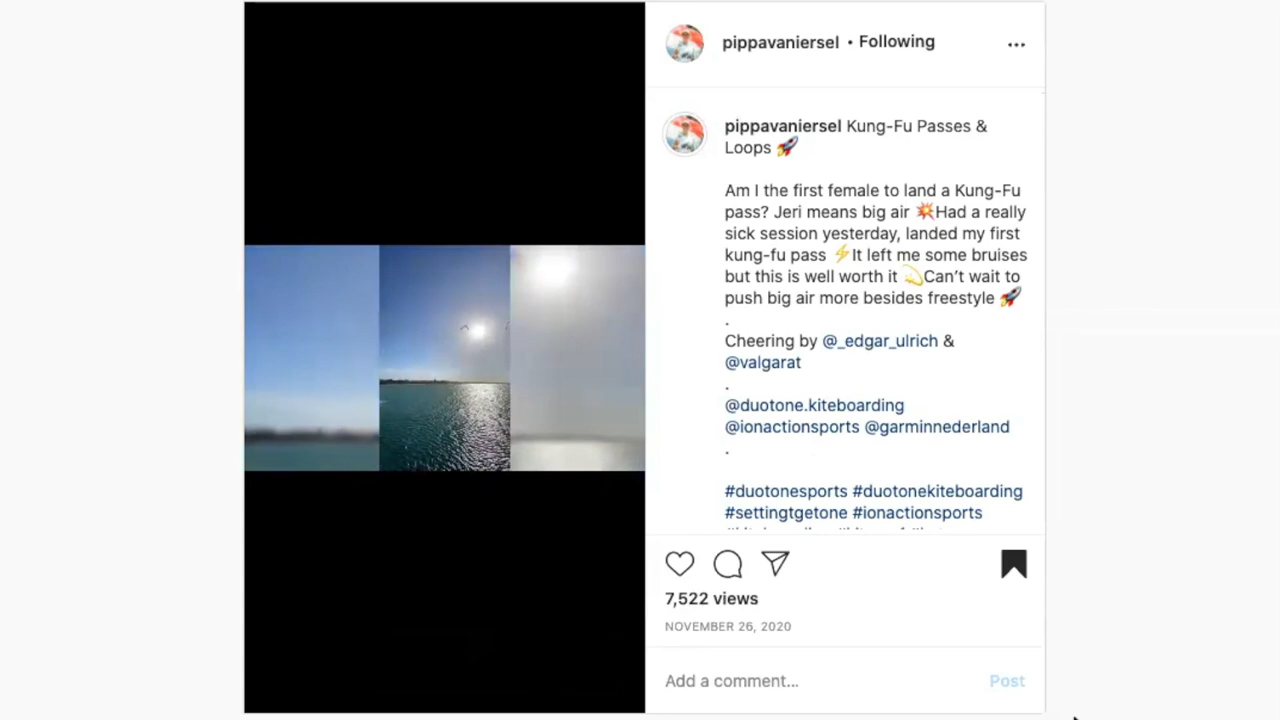 pippavaniersel • Following
pippavaniersel Kung-Fu Passes &
Loops 🚀
Am I the first female to land a Kung-Fu
pass? Jeri means big air 💥Had a really
sick session yesterday, landed my first
kung-fu pass ⚡It left me some bruises
but this is well worth it 💫Can't wait to
push big air more besides freestyle 🚀
.
Cheering by @_edgar_ulrich &
@valgarat
.
@duotone.kiteboarding
@ionactionsports @garminnederland
.
#duotonesports #duotonekiteboarding
#settingtgetone #ionactionsports
7,522 views
NOVEMBER 26, 2020
Add a comment...
Post